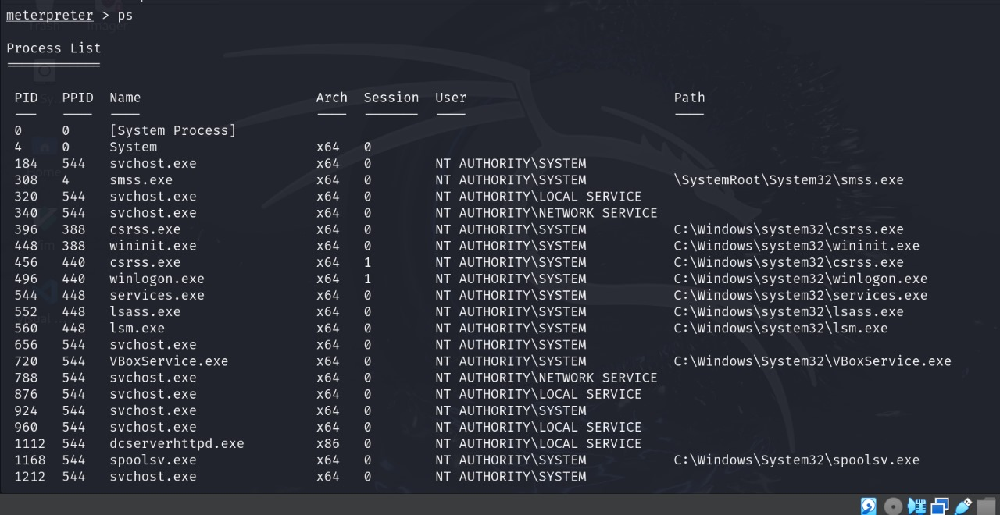 meterpreter > ps
Process List
PID PPID Name Arch Session User Path
0 0 [System Process]
4 0 System x64 0
184 544 svchost.exe x64 0 NT AUTHORITY\SYSTEM
308 4 smss.exe x64 0 NT AUTHORITY\SYSTEM \SystemRoot\System32\smss.exe
320 544 svchost.exe x64 0 NT AUTHORITY\LOCAL SERVICE
340 544 svchost.exe x64 0 NT AUTHORITY\NETWORK SERVICE
396 388 csrss.exe x64 0 NT AUTHORITY\SYSTEM C:\Windows\system32\csrss.exe
448 388 wininit.exe x64 0 NT AUTHORITY\SYSTEM C:\Windows\system32\wininit.exe
456 440 csrss.exe x64 1 NT AUTHORITY\SYSTEM C:\Windows\system32\csrss.exe
496 440 winlogon.exe x64 1 NT AUTHORITY\SYSTEM C:\Windows\system32\winlogon.exe
544 448 services.exe x64 0 NT AUTHORITY\SYSTEM C:\Windows\system32\services.exe
552 448 lsass.exe x64 0 NT AUTHORITY\SYSTEM C:\Windows\system32\lsass.exe
560 448 lsm.exe x64 0 NT AUTHORITY\SYSTEM C:\Windows\system32\lsm.exe
656 544 svchost.exe x64 0 NT AUTHORITY\SYSTEM
720 544 VBoxService.exe x64 0 NT AUTHORITY\SYSTEM C:\Windows\System32\VBoxService.exe
788 544 svchost.exe x64 0 NT AUTHORITY\NETWORK SERVICE
876 544 svchost.exe x64 0 NT AUTHORITY\LOCAL SERVICE
924 544 svchost.exe x64 0 NT AUTHORITY\SYSTEM
960 544 svchost.exe x64 0 NT AUTHORITY\LOCAL SERVICE
1112 544 dcserverhttpd.exe x86 0 NT AUTHORITY\LOCAL SERVICE
1168 544 spoolsv.exe x64 0 NT AUTHORITY\SYSTEM C:\Windows\System32\spoolsv.exe
1212 544 svchost.exe x64 0 NT AUTHORITY\SYSTEM